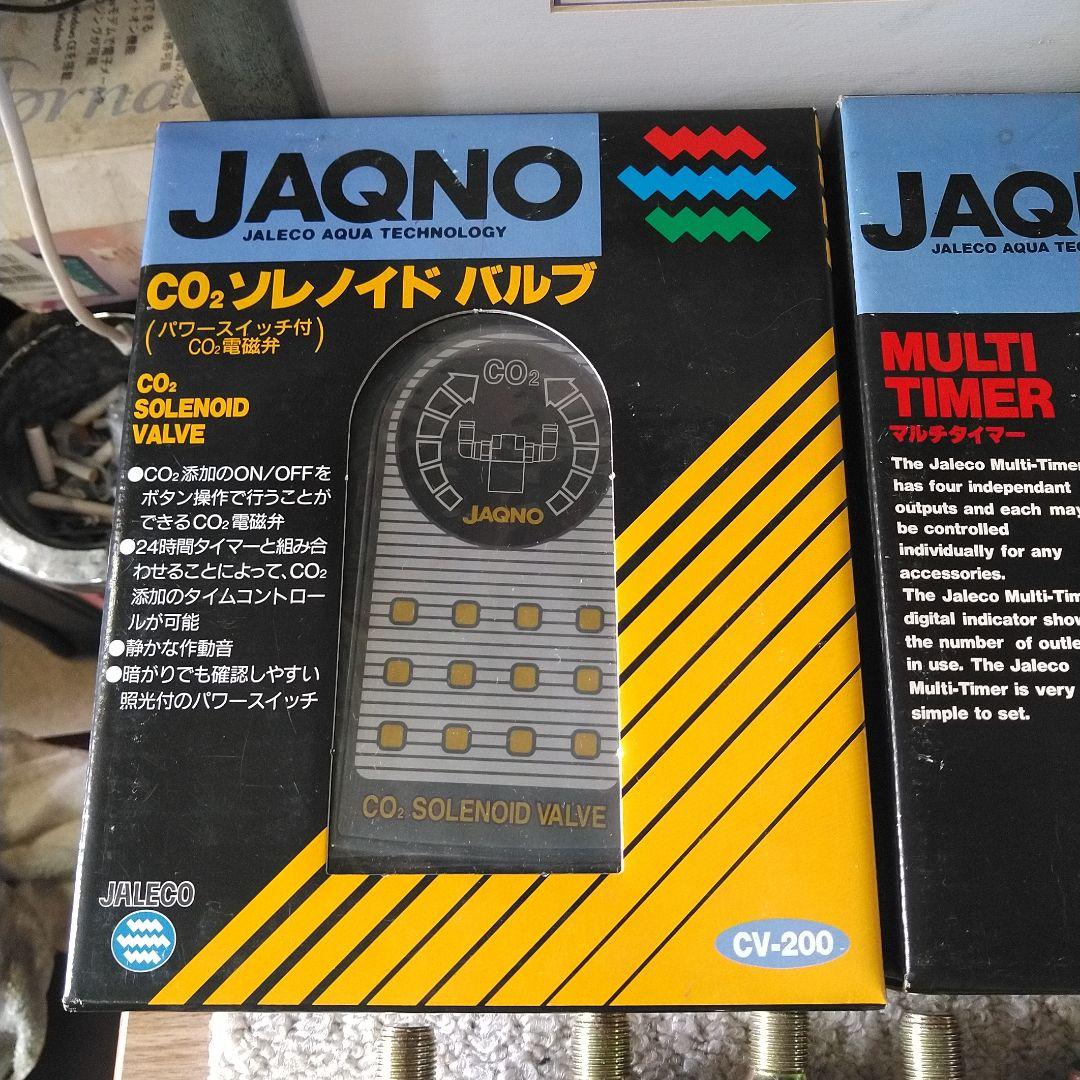 JAQNO
JALECO AQUA TECHNOLOGY
CO₂ソレノイド バルブ
(パワースイッチ付
CO₂電磁弁)
CO₂
SOLENOID
VALVE
●CO₂添加のON/OFFを
ボタン操作で行うことが
できるCO₂電磁弁
●24時間タイマーと組み合
わせることによって、CO₂
添加のタイムコントロー
ルが可能
●静かな作動音
●暗がりでも確認しやすい
照光付のパワースイッチ
CO₂
JAQNO
CO₂ SOLENOID VALVE
JALECO
CV-200
JALECO AQUA
MULTI
TIMER
マルチタイマー
The Jaleco Multi-Timer
has four independant
outputs and each may
be controlled
individually for any
accessories.
The Jaleco
digital indicator
the number of
in use. The Jaleco
Multi-Timer is very
simple to set.